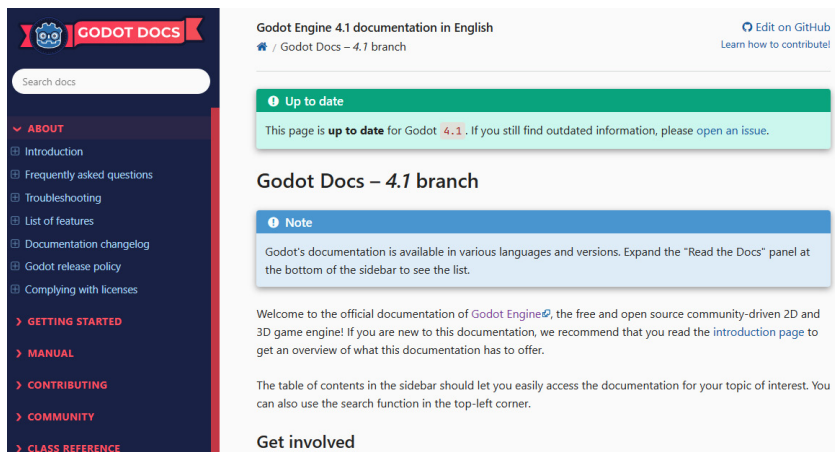 GODOT DOCS
Search docs
ABOUT
Introduction
Frequently asked questions
Troubleshooting
List of features
Documentation changelog
Godot release policy
Complying with licenses
GETTING STARTED
MANUAL
CONTRIBUTING
COMMUNITY
CLASS REFERENCE
Godot Engine 4.1 documentation in English
Edit on GitHub
/ Godot Docs – 4.1 branch
Learn how to contribute!
Up to date
This page is up to date for Godot 4.1. If you still find outdated information, please open an issue.
Godot Docs – 4.1 branch
Note
Godot's documentation is available in various languages and versions. Expand the "Read the Docs" panel at
the bottom of the sidebar to see the list.
Welcome to the official documentation of Godot Engine, the free and open source community-driven 2D and
3D game engine! If you are new to this documentation, we recommend that you read the introduction page to
get an overview of what this documentation has to offer.
The table of contents in the sidebar should let you easily access the documentation for your topic of interest. You
can also use the search function in the top-left corner.
Get involved